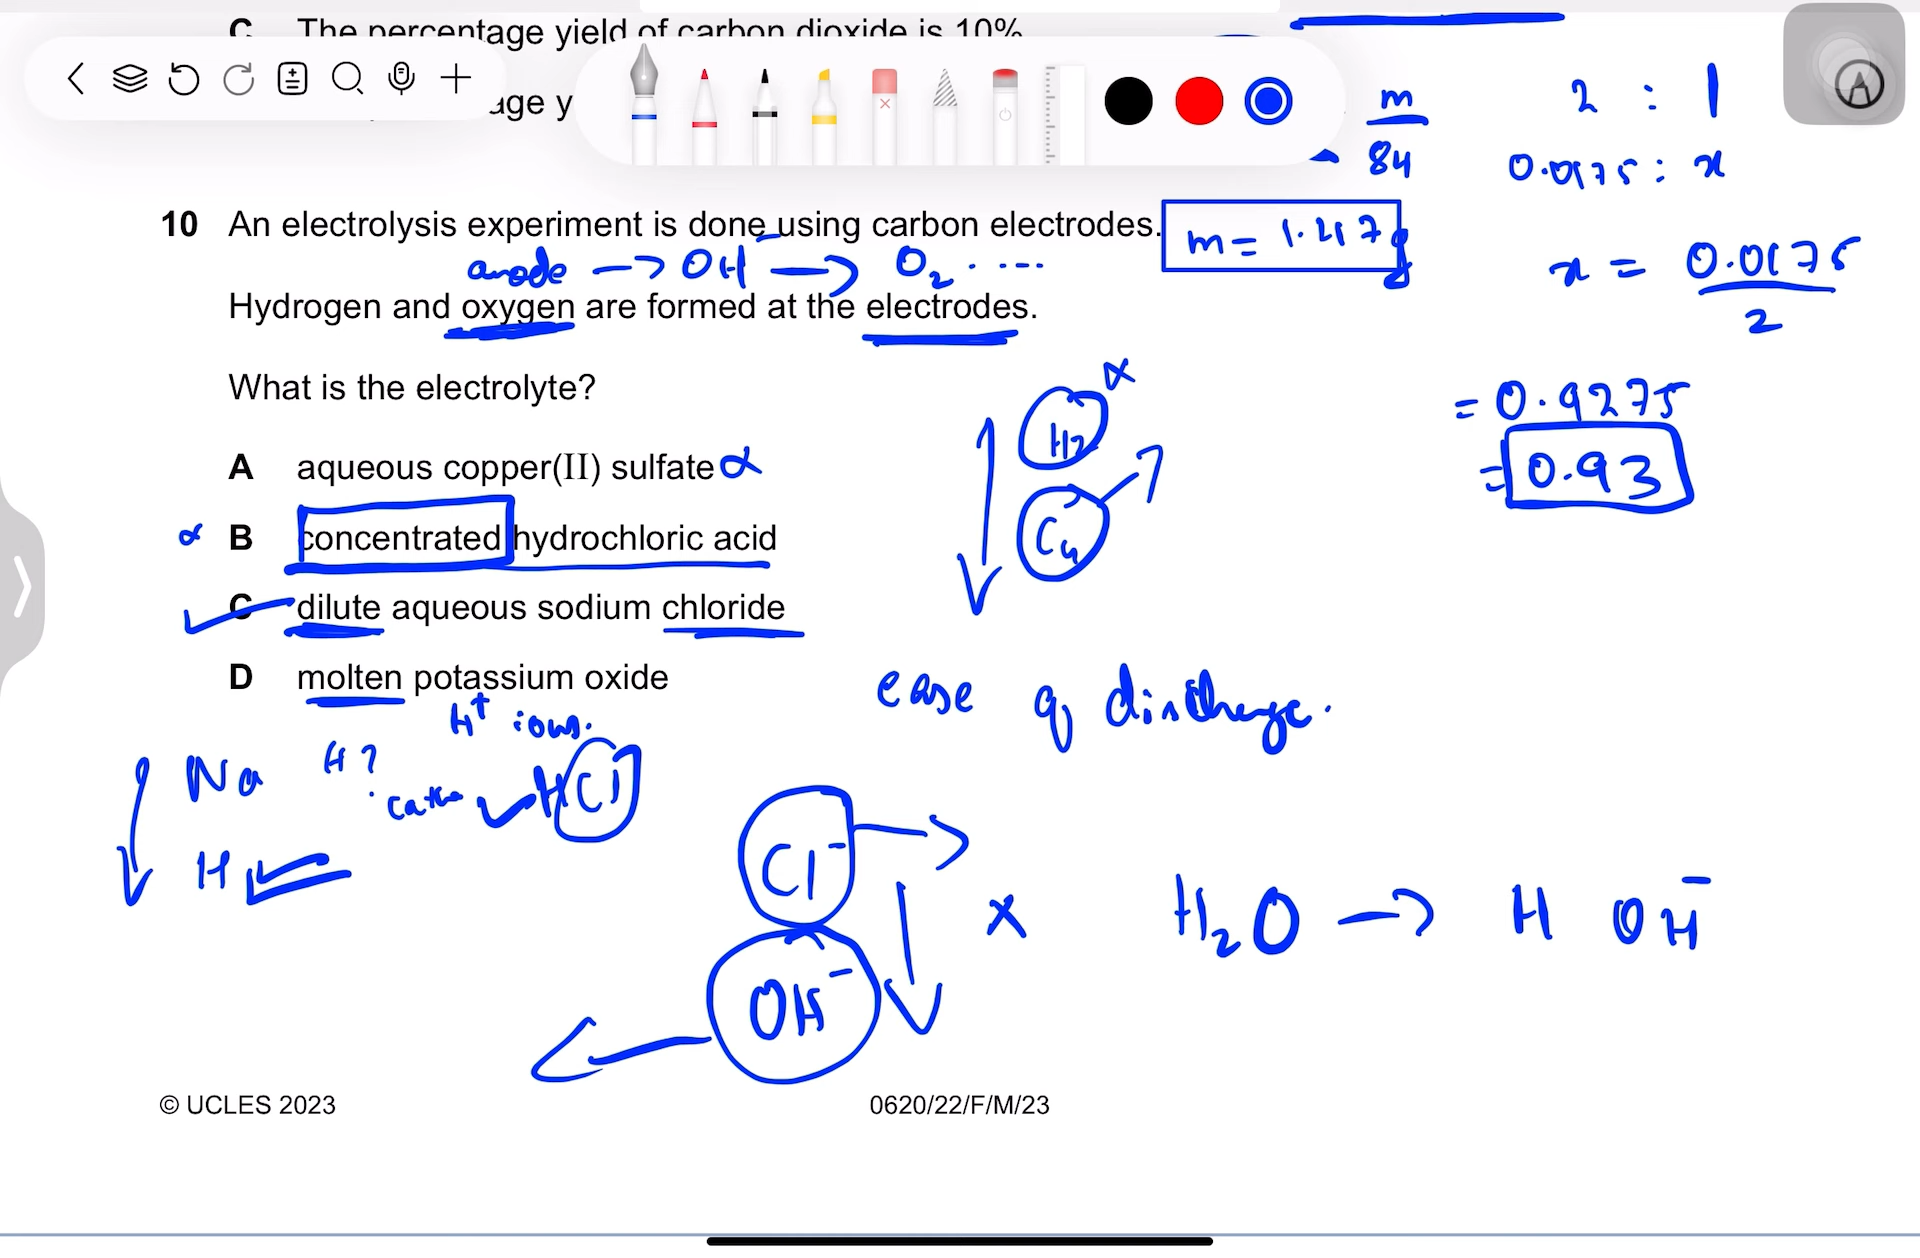 C The percentage yield of carbon dioxide is 10%
age y
m
84
2 : 1
0.0175 : x
10 An electrolysis experiment is done using carbon electrodes.
m = 1.217g
anode → OH⁻ → O₂ ....
x = 0.0175
2
Hydrogen and oxygen are formed at the electrodes.
What is the electrolyte?
H₂
= 0.9275
A aqueous copper(II) sulfate
= 0.93
B concentrated hydrochloric acid
Cu
C dilute aqueous sodium chloride
D molten potassium oxide
ease of discharge.
H⁺ ions.
Na H?
HCl
H
Cl⁻
H₂O → H OH⁻
OH⁻
© UCLES 2023
0620/22/F/M/23